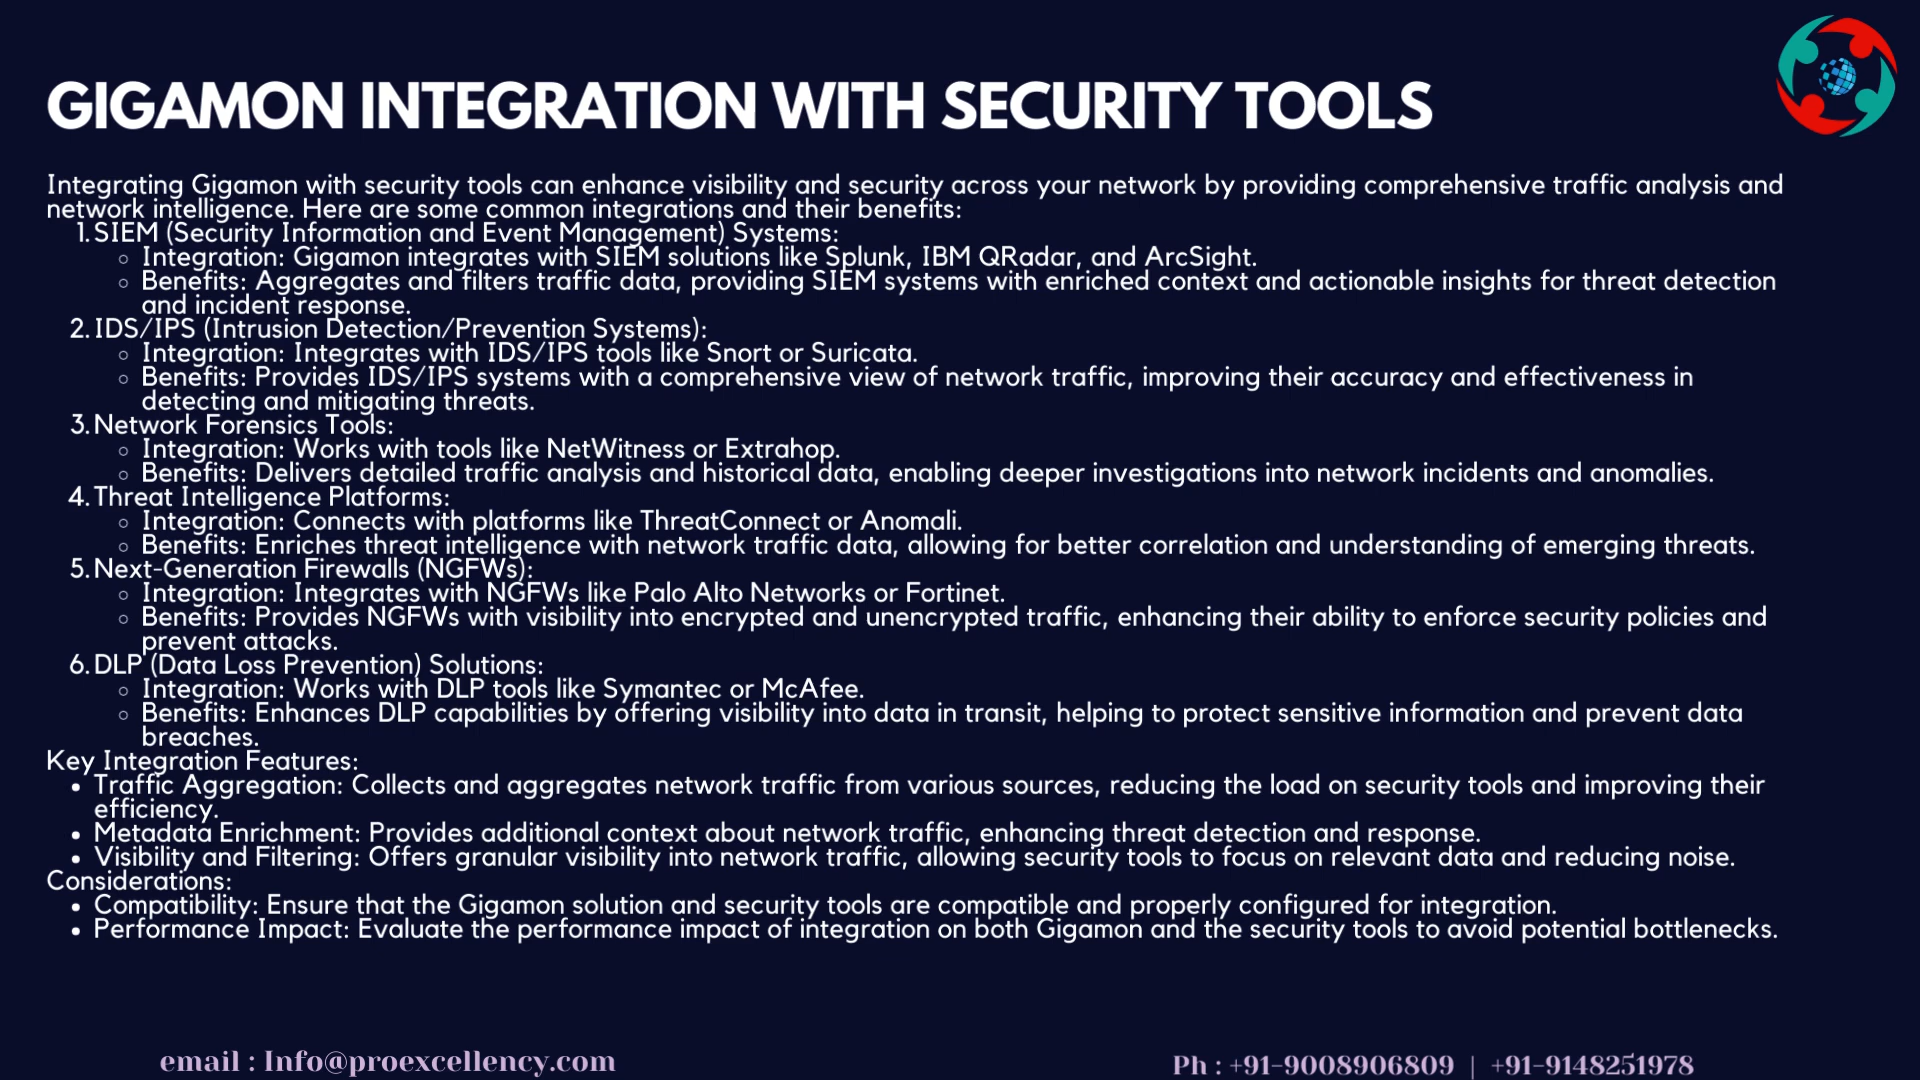 GIGAMON INTEGRATION WITH SECURITY TOOLS
Integrating Gigamon with security tools can enhance visibility and security across your network by providing comprehensive traffic analysis and
network intelligence. Here are some common integrations and their benefits:
1. SIEM (Security Information and Event Management) Systems:
○ Integration: Gigamon integrates with SIEM solutions like Splunk, IBM QRadar, and ArcSight.
○ Benefits: Aggregates and filters traffic data, providing SIEM systems with enriched context and actionable insights for threat detection
and incident response.
2. IDS/IPS (Intrusion Detection/Prevention Systems):
○ Integration: Integrates with IDS/IPS tools like Snort or Suricata.
○ Benefits: Provides IDS/IPS systems with a comprehensive view of network traffic, improving their accuracy and effectiveness in
detecting and mitigating threats.
3. Network Forensics Tools:
○ Integration: Works with tools like NetWitness or Extrahop.
○ Benefits: Delivers detailed traffic analysis and historical data, enabling deeper investigations into network incidents and anomalies.
4. Threat Intelligence Platforms:
○ Integration: Connects with platforms like ThreatConnect or Anomali.
○ Benefits: Enriches threat intelligence with network traffic data, allowing for better correlation and understanding of emerging threats.
5. Next-Generation Firewalls (NGFWs):
○ Integration: Integrates with NGFWs like Palo Alto Networks or Fortinet.
○ Benefits: Provides NGFWs with visibility into encrypted and unencrypted traffic, enhancing their ability to enforce security policies and
prevent attacks.
6. DLP (Data Loss Prevention) Solutions:
○ Integration: Works with DLP tools like Symantec or McAfee.
○ Benefits: Enhances DLP capabilities by offering visibility into data in transit, helping to protect sensitive information and prevent data
breaches.
Key Integration Features:
• Traffic Aggregation: Collects and aggregates network traffic from various sources, reducing the load on security tools and improving their
efficiency.
• Metadata Enrichment: Provides additional context about network traffic, enhancing threat detection and response.
• Visibility and Filtering: Offers granular visibility into network traffic, allowing security tools to focus on relevant data and reducing noise.
Considerations:
• Compatibility: Ensure that the Gigamon solution and security tools are compatible and properly configured for integration.
• Performance Impact: Evaluate the performance impact of integration on both Gigamon and the security tools to avoid potential bottlenecks.
email : Info@proexcellency.com
Ph : +91-9008906809 | +91-9148251978